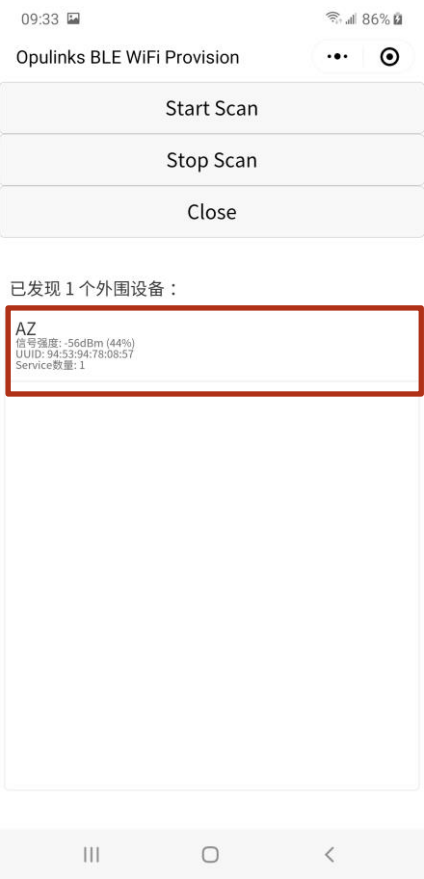 09:33 86%
Opulinks BLE WiFi Provision
Start Scan
Stop Scan
Close
已发现 1 个外围设备：
AZ
信号强度: -56dBm (44%)
UUID: 94:53:94:78:08:57
Service数量: 1